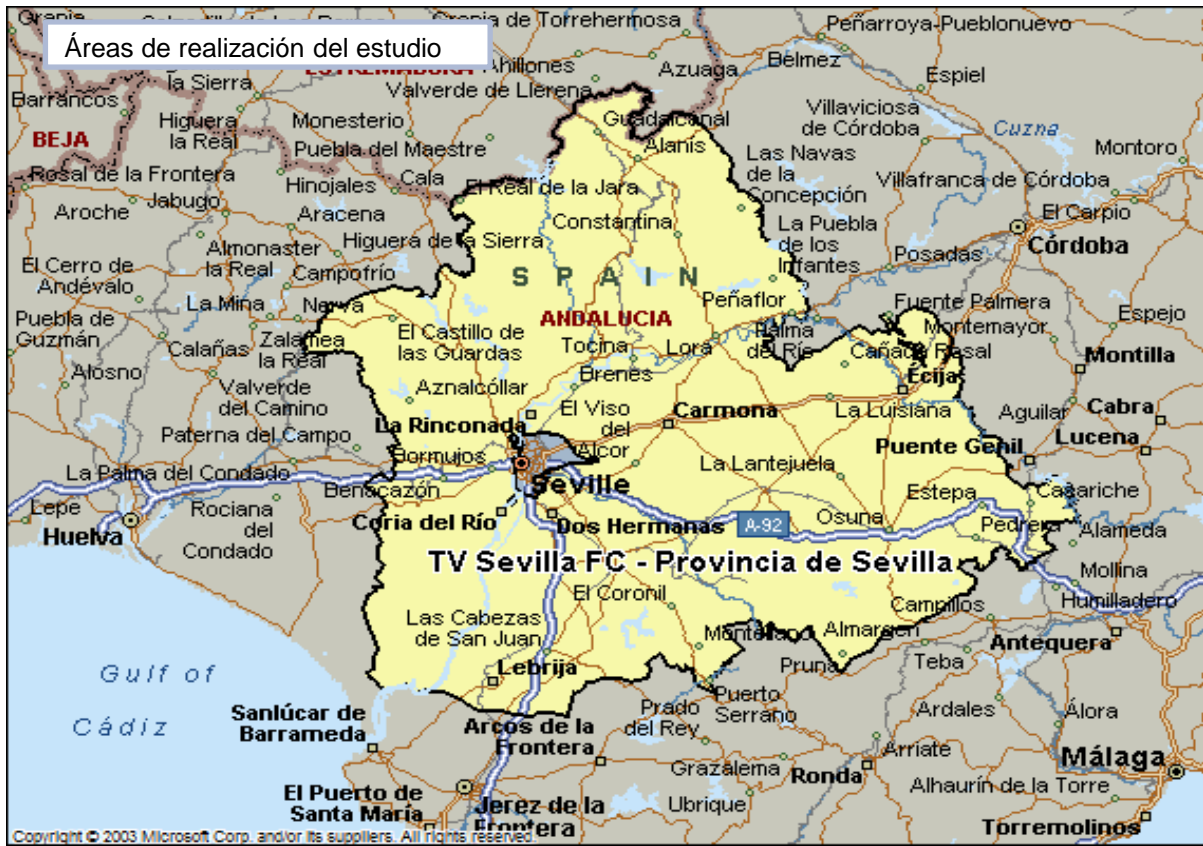 Áreas de realización del estudio
Granja de Torrehermosa
Peñarroya-Pueblonuevo
Ahillones
Azuaga
Bélmez
Espiel
la Sierra
Valverde de Llerena
Barrancos
BEJA
Higuera
la Real
Monesterio
Guadalcanal
Villaviciosa
de Córdoba
Cuzna
Puebla del Maestre
Alanis
Montoro
Rosal de la Frontera
Hinojales
Cala
El Real de la Jara
Las Navas
de la
Concepción
Villafranca de Córdoba
Aroche
Jabugo
Aracena
Constantina
El Carpio
Almonaster
la Real
Higuera de la Sierra
La Puebla
de los
Infantes
Posadas
Córdoba
El Cerro de
Andévalo
Campofrío
SPAIN
La Mina
Nerva
Peñaflor
Fuente Palmera
Puebla de
Guzmán
El Castillo de
las Guardas
ANDALUCIA
Montemayor
Espejo
Calañas
Zalamea
la Real
Tocina
Lora
Palma
del Río
Cañada Rosal
Montilla
Alosno
Valverde
del Camino
Aznalcóllar
Brenes
Écija
La Rinconada
El Viso
del
Alcor
Carmona
La Luisiana
Aguilar
Cabra
Paterna del Campo
Puente Genil
Lucena
La Palma del Condado
Bormujos
La Lantejuela
Seville
Benacazón
Estepa
Casariche
Lepe
Huelva
Rociana
del
Condado
Coria del Río
Dos Hermanas
A-92
Osuna
Pedrera
Alameda
TV Sevilla FC - Provincia de Sevilla
Mollina
El Coronil
Campillos
Humilladero
Las Cabezas
de San Juan
Montellano
Almargen
Antequera
Gulf of
Cádiz
Lebrija
Pruna
Teba
Sanlúcar de
Barrameda
Arcos de la
Frontera
Prado
del Rey
Puerto
Serrano
Ardales
Álora
Arriate
Málaga
Grazalema
Ronda
Alhaurín de la Torre
El Puerto de
Santa María
Jerez de la
Frontera
Ubrique
Torremolinos
Copyright © 2003 Microsoft Corp. and/or its suppliers. All rights reserved.